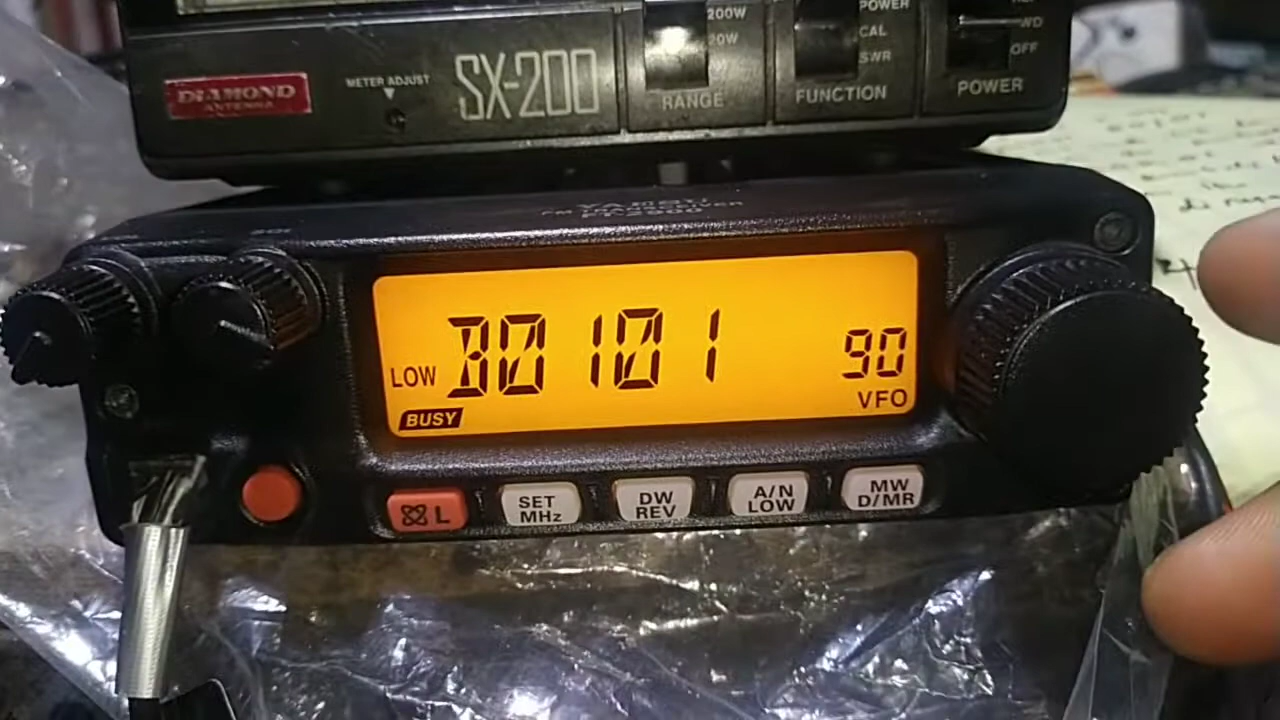 200W
POWER
20W
CAL
WD
DIAMOND
ANTENNA
METER ADJUST
SX-200
SWR
OFF
RANGE
FUNCTION
POWER
LOW
B0101
90
BUSY
VFO
L
SET
MHz
DW
REV
A/N
LOW
MW
D/MR